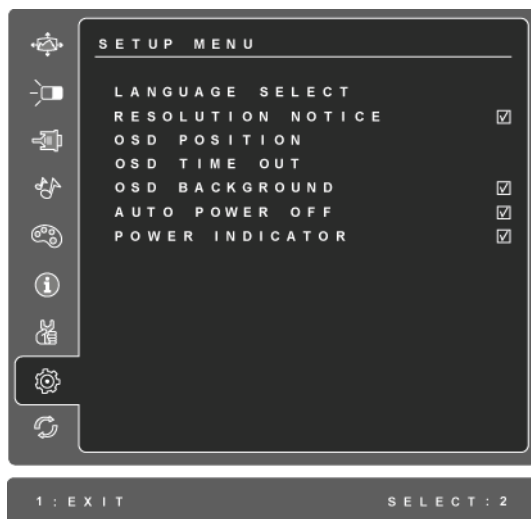 SETUP MENU
LANGUAGE SELECT
RESOLUTION NOTICE
OSD POSITION
OSD TIME OUT
OSD BACKGROUND
AUTO POWER OFF
POWER INDICATOR
1:EXIT SELECT:2